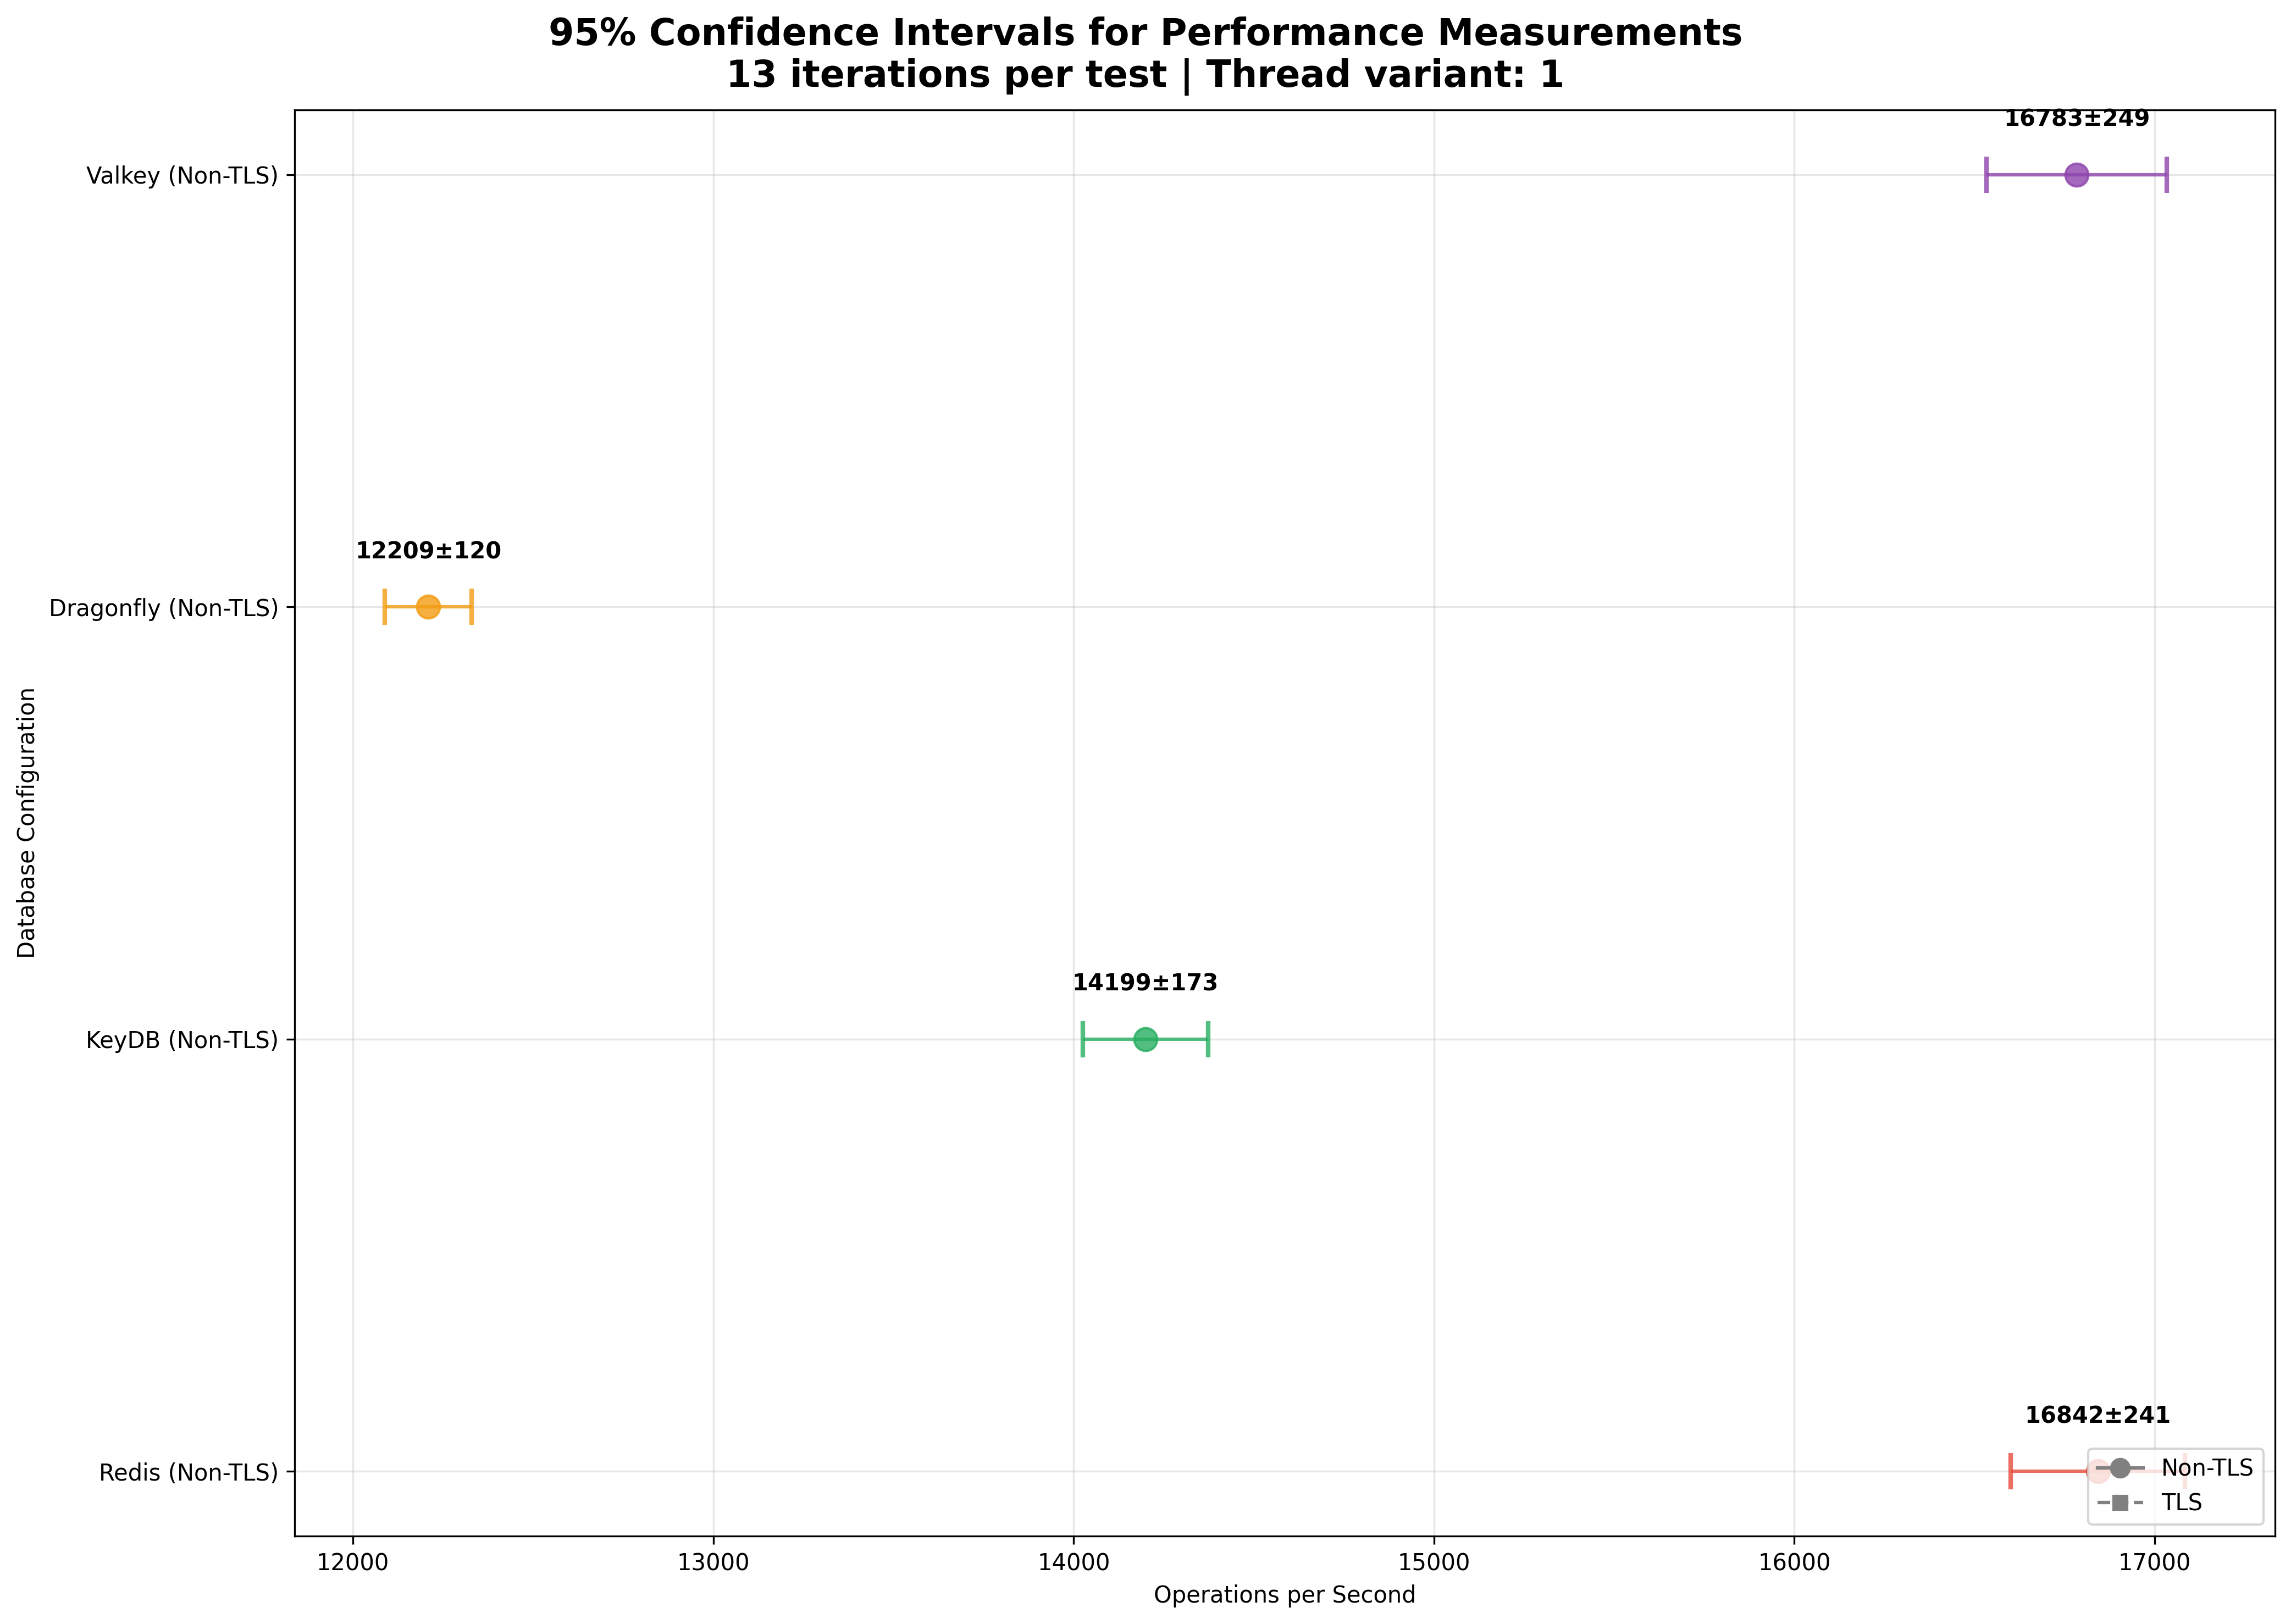 95% Confidence Intervals for Performance Measurements
13 iterations per test | Thread variant: 1
16783±249
Valkey (Non-TLS)
12209±120
Dragonfly (Non-TLS)
Database Configuration
14199±173
KeyDB (Non-TLS)
16842±241
Redis (Non-TLS)
Non-TLS
TLS
12000 13000 14000 15000 16000 17000
Operations per Second